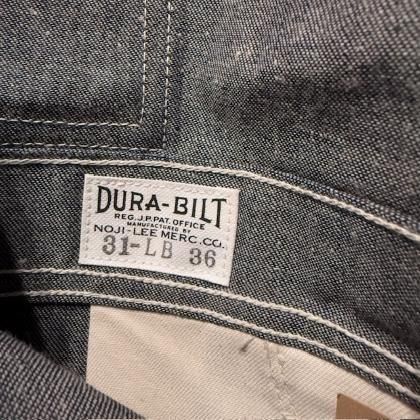 DURA-BILT
REG. J.P. PAT. OFFICE
MANUFACTURED BY
NOJI-LEE MERC. CO.
31-LB 36